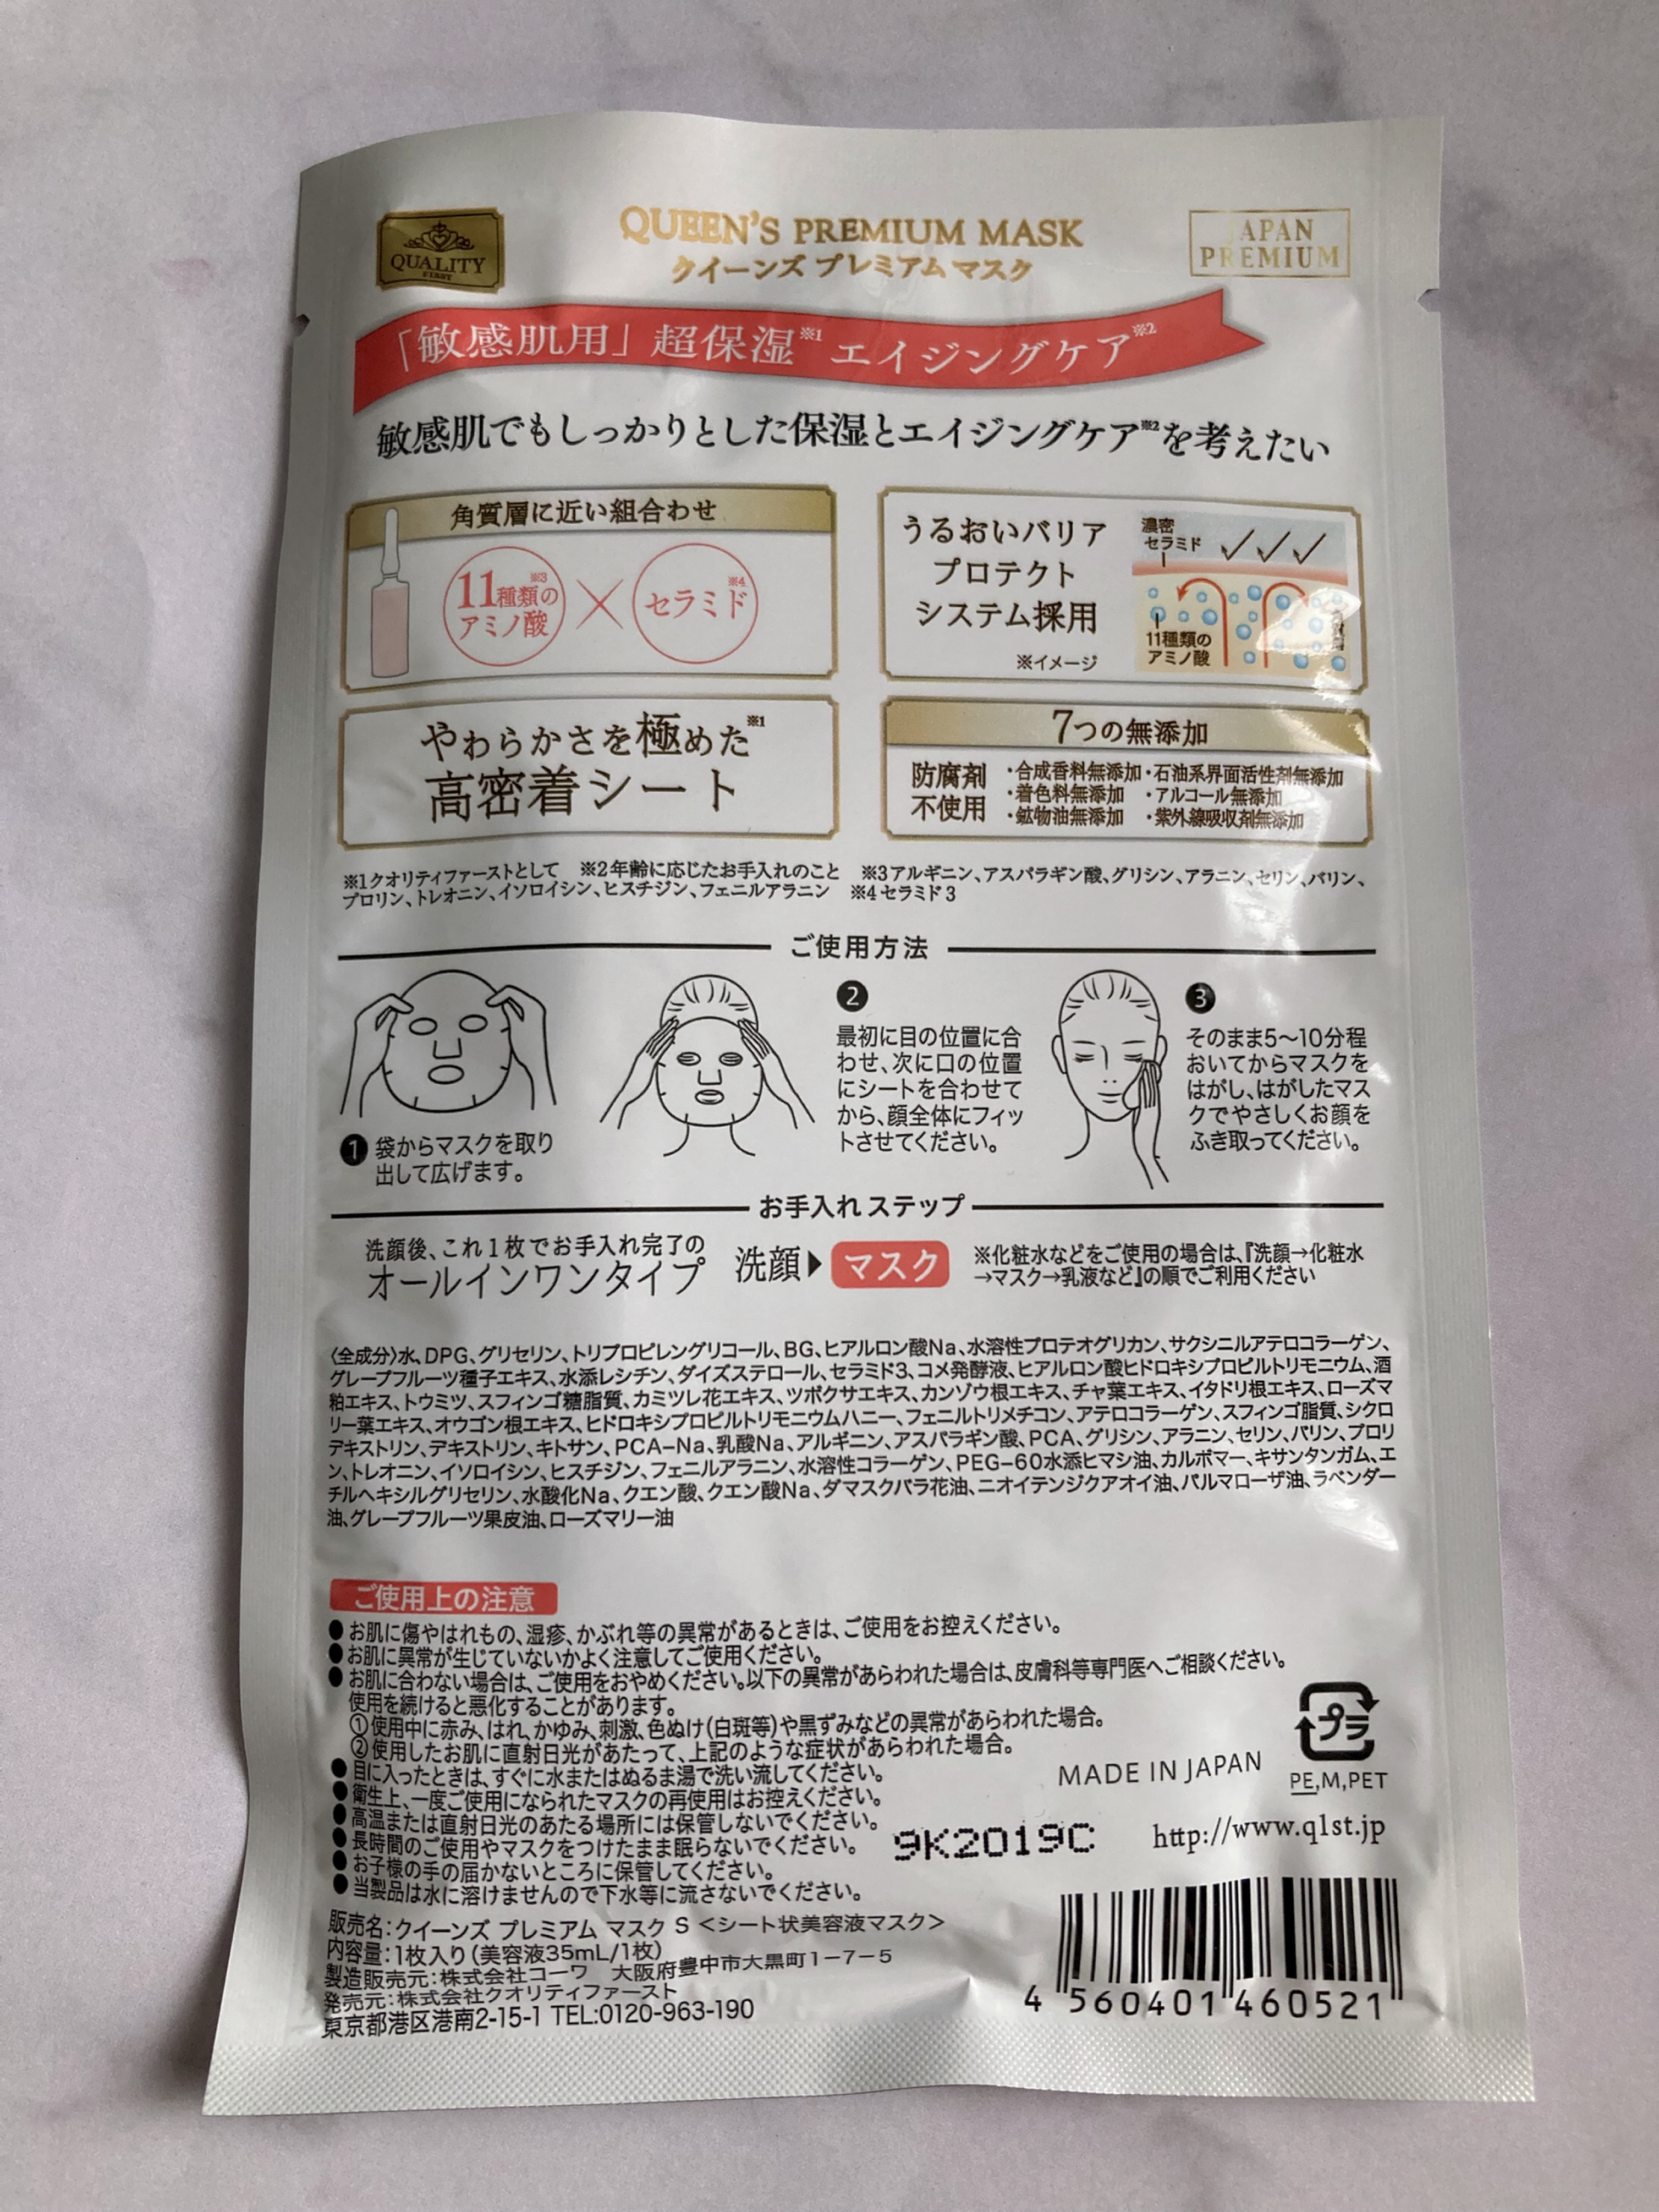 QUALITY
FIRST
QUEEN'S PREMIUM MASK
クイーンズ プレミアム マスク
JAPAN
PREMIUM
「敏感肌用」超保湿※1 エイジングケア※2
敏感肌でもしっかりとした保湿とエイジングケア※2を考えたい
角質層に近い組合わせ
11種類の※3
アミノ酸
×
セラミド※4
うるおいバリア
プロテクト
システム採用
※イメージ
濃密
セラミド
11種類の
アミノ酸
やわらかさを極めた※1
高密着シート
7つの無添加
防腐剤
不使用
・合成香料無添加・石油系界面活性剤無添加
・着色料無添加 ・アルコール無添加
・鉱物油無添加 ・紫外線吸収剤無添加
※1クオリティファーストとして ※2年齢に応じたお手入れのこと ※3アルギニン、アスパラギン酸、グリシン、アラニン、セリン、バリン、
プロリン、トレオニン、イソロイシン、ヒスチジン、フェニルアラニン ※4セラミド3
ご使用方法
❶ 袋からマスクを取り
出して広げます。
❷
最初に目の位置に合
わせ、次に口の位置
にシートを合わせて
から、顔全体にフィッ
トさせてください。
❸
そのまま5〜10分程
おいてからマスクを
はがし、はがしたマス
クでやさしくお顔を
ふき取ってください。
お手入れステップ
洗顔後、これ1枚でお手入れ完了の
オールインワンタイプ
洗顔▶マスク
※化粧水などをご使用の場合は、『洗顔→化粧水
→マスク→乳液など』の順でご利用ください
〈全成分〉水、DPG、グリセリン、トリプロピレングリコール、BG、ヒアルロン酸Na、水溶性プロテオグリカン、サクシニルアテロコラーゲン、
グレープフルーツ種子エキス、水添レシチン、ダイズステロール、セラミド3、コメ発酵液、ヒアルロン酸ヒドロキシプロピルトリモニウム、酒
粕エキス、トウミツ、スフィンゴ糖脂質、カミツレ花エキス、ツボクサエキス、カンゾウ根エキス、チャ葉エキス、イタドリ根エキス、ローズマ
リー葉エキス、オウゴン根エキス、ヒドロキシプロピルトリモニウムハニー、フェニルトリメチコン、アテロコラーゲン、スフィンゴ脂質、シクロ
デキストリン、デキストリン、キトサン、PCA-Na、乳酸Na、アルギニン、アスパラギン酸、PCA、グリシン、アラニン、セリン、バリン、プロリ
ン、トレオニン、イソロイシン、ヒスチジン、フェニルアラニン、水溶性コラーゲン、PEG-60水添ヒマシ油、カルボマー、キサンタンガム、エ
チルヘキシルグリセリン、水酸化Na、クエン酸、クエン酸Na、ダマスクバラ花油、ニオイテンジクアオイ油、パルマローザ油、ラベンダー
油、グレープフルーツ果皮油、ローズマリー油
ご使用上の注意
●お肌に傷やはれもの、湿疹、かぶれ等の異常があるときは、ご使用をお控えください。
●お肌に異常が生じていないかよく注意してご使用ください。
●お肌に合わない場合は、ご使用をおやめください。以下の異常があらわれた場合は、皮膚科等専門医へご相談ください。
使用を続けると悪化することがあります。
①使用中に赤み、はれ、かゆみ、刺激、色ぬけ(白斑等)や黒ずみなどの異常があらわれた場合。
②使用したお肌に直射日光があたって、上記のような症状があらわれた場合。
●目に入ったときは、すぐに水またはぬるま湯で洗い流してください。
●衛生上、一度ご使用になられたマスクの再使用はお控えください。
●高温または直射日光のあたる場所には保管しないでください。
●長時間のご使用やマスクをつけたまま眠らないでください。
●お子様の手の届かないところに保管してください。
●当製品は水に溶けませんので下水等に流さないでください。
MADE IN JAPAN
プラ
PE,M,PET
9K2019C
http://www.q1st.jp
販売名：クイーンズ プレミアム マスク S ＜シート状美容液マスク＞
内容量：1枚入り(美容液35mL/1枚)
製造販売元：株式会社コーワ 大阪府豊中市大黒町1-7-5
発売元：株式会社クオリティファースト
東京都港区港南2-15-1 TEL:0120-963-190
4 560401 460521